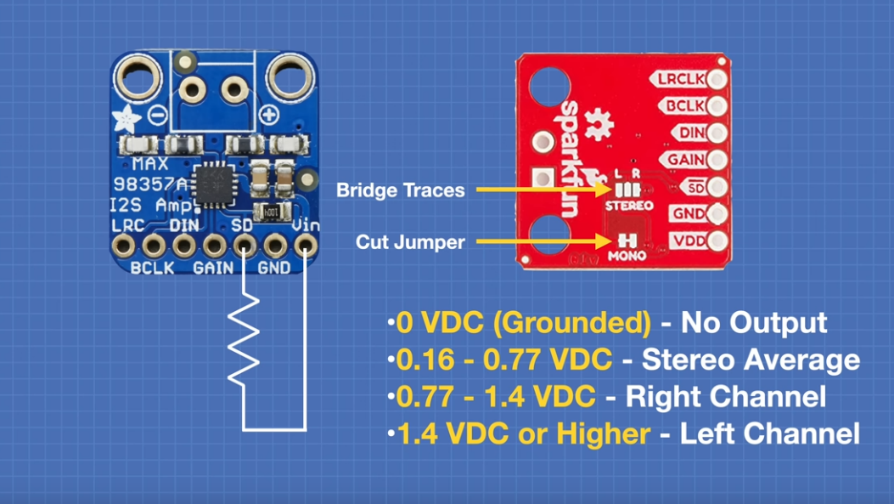 MAX
98357A
I2S Amp!
LRC DIN SD Vin
BCLK GAIN GND
Bridge Traces
Cut Jumper
sparkfun
L R
STEREO
MONO
LRCLK
BCLK
DIN
GAIN
SD
GND
VDD
•0 VDC (Grounded) - No Output
•0.16 - 0.77 VDC - Stereo Average
•0.77 - 1.4 VDC - Right Channel
•1.4 VDC or Higher - Left Channel